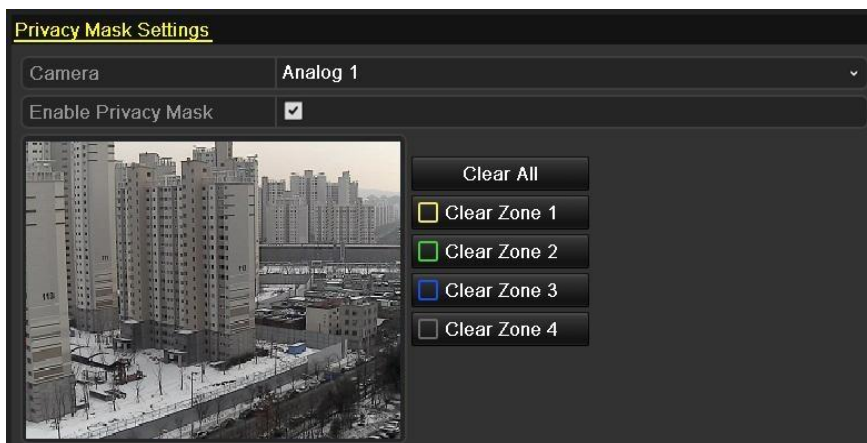 Privacy Mask Settings
Camera Analog 1
Enable Privacy Mask
Clear All
Clear Zone 1
Clear Zone 2
Clear Zone 3
Clear Zone 4
113